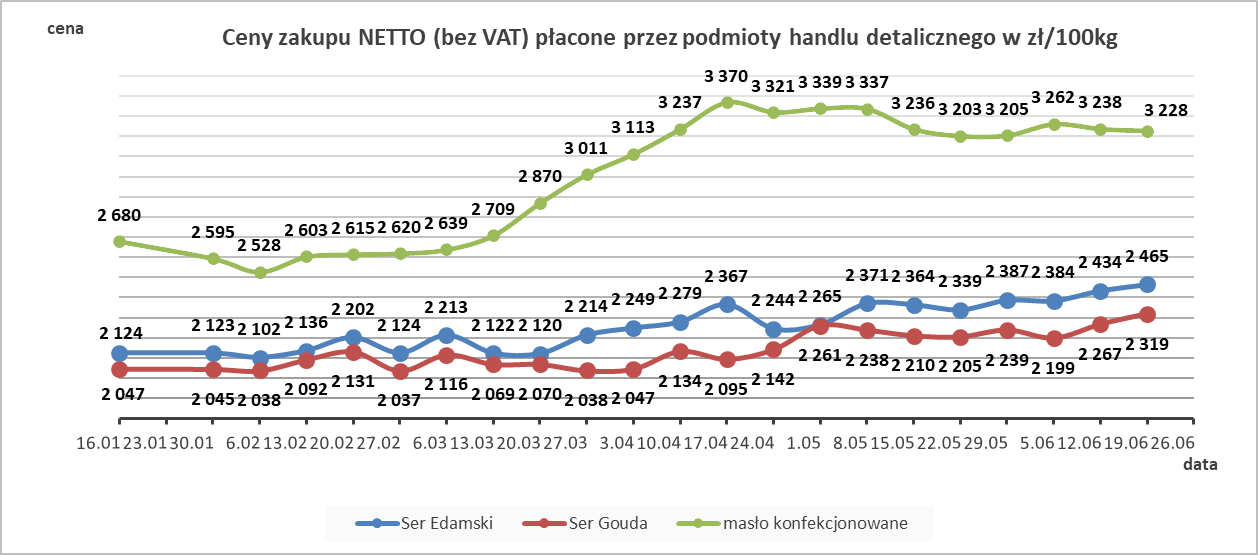 cena
Ceny zakupu NETTO (bez VAT) płacone przez podmioty handlu detalicznego w zł/100kg
2 680 2 595 2 528 2 603 2 615 2 620 2 639 2 709 2 870 3 011 3 113 3 237 3 370 3 321 3 339 3 337 3 236 3 203 3 205 3 262 3 238 3 228
2 124 2 123 2 102 2 136 2 202 2 124 2 213 2 122 2 120 2 214 2 249 2 279 2 367 2 244 2 265 2 371 2 364 2 339 2 387 2 384 2 434 2 465
2 047 2 045 2 038 2 092 2 131 2 037 2 116 2 069 2 070 2 038 2 047 2 134 2 095 2 142 2 261 2 238 2 210 2 205 2 239 2 199 2 267 2 319
16.01 23.01 30.01 6.02 13.02 20.02 27.02 6.03 13.03 20.03 27.03 3.04 10.04 17.04 24.04 1.05 8.05 15.05 22.05 29.05 5.06 12.06 19.06 26.06
data
Ser Edamski Ser Gouda masło konfekcjonowane